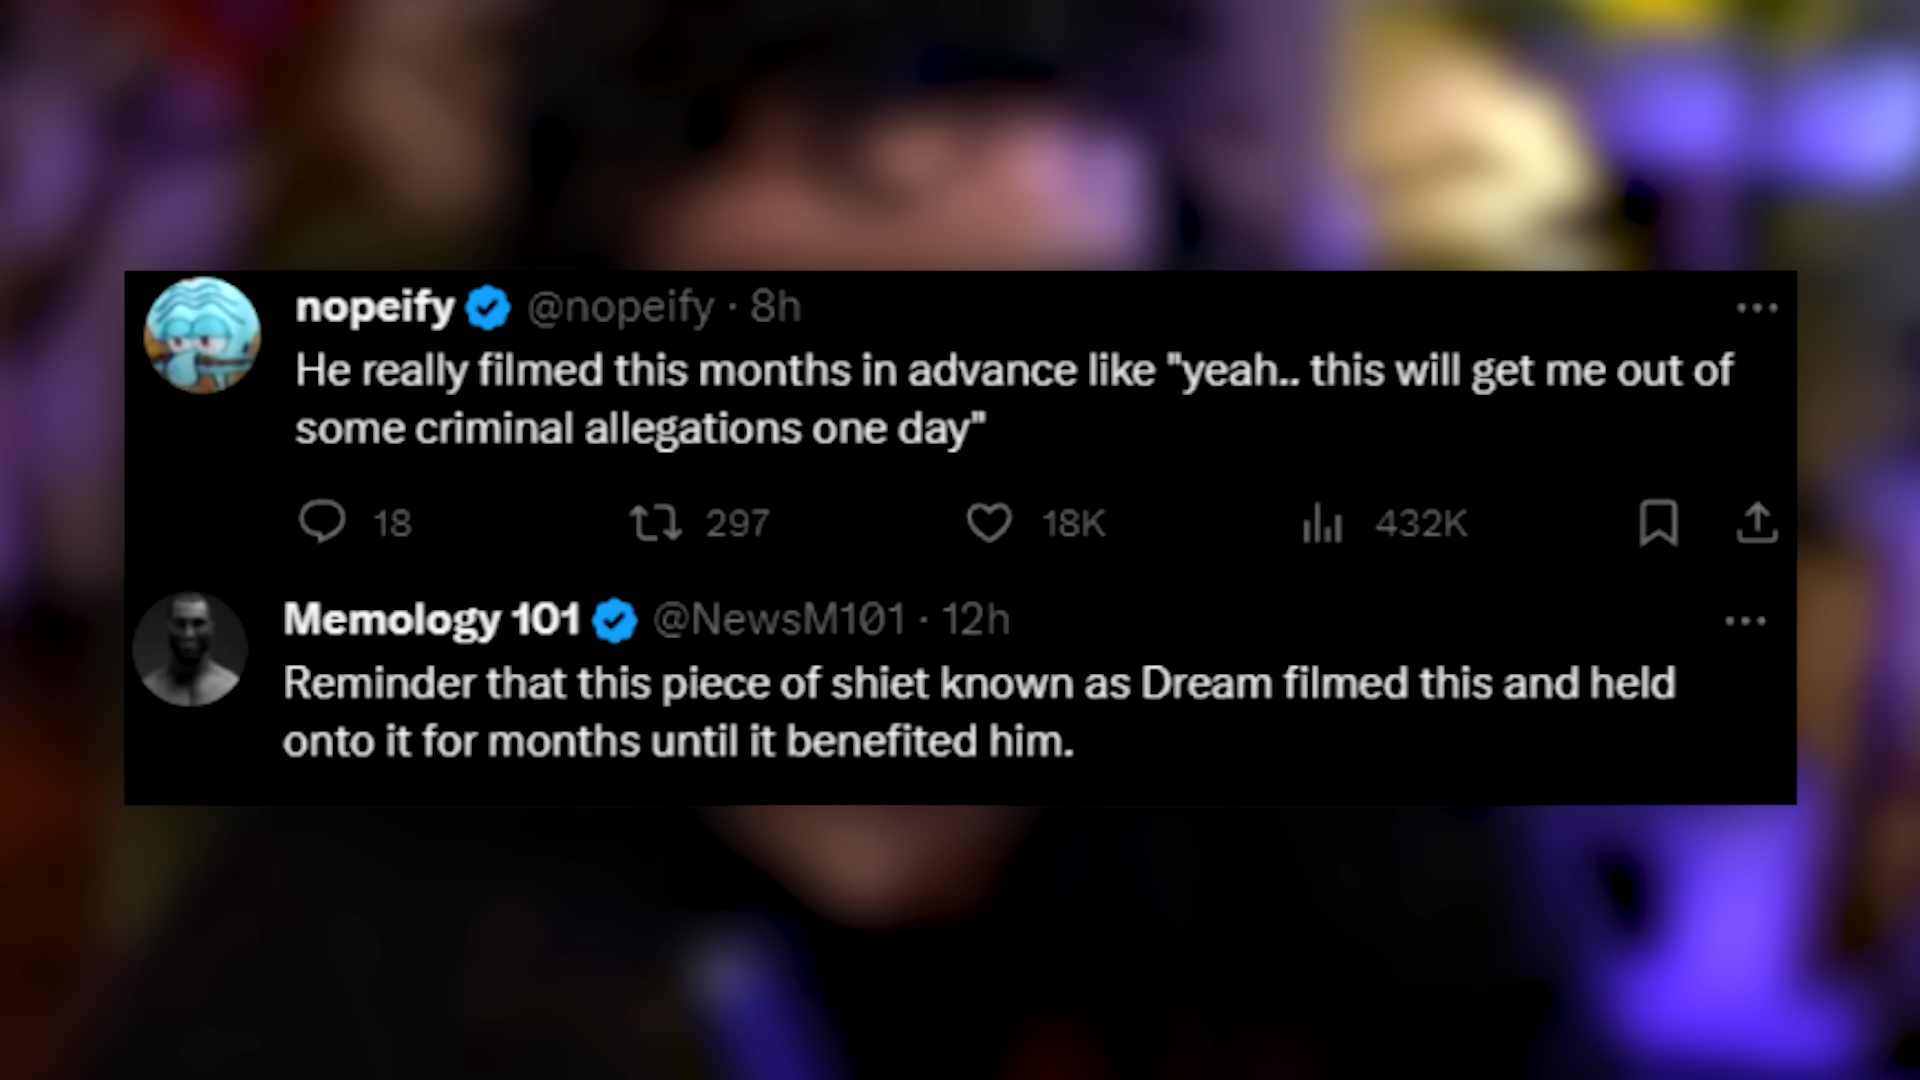 nopeify @nopeify · 8h
He really filmed this months in advance like "yeah.. this will get me out of
some criminal allegations one day"
18 297 18K 432K
Memology 101 @NewsM101 · 12h
Reminder that this piece of shiet known as Dream filmed this and held
onto it for months until it benefited him.